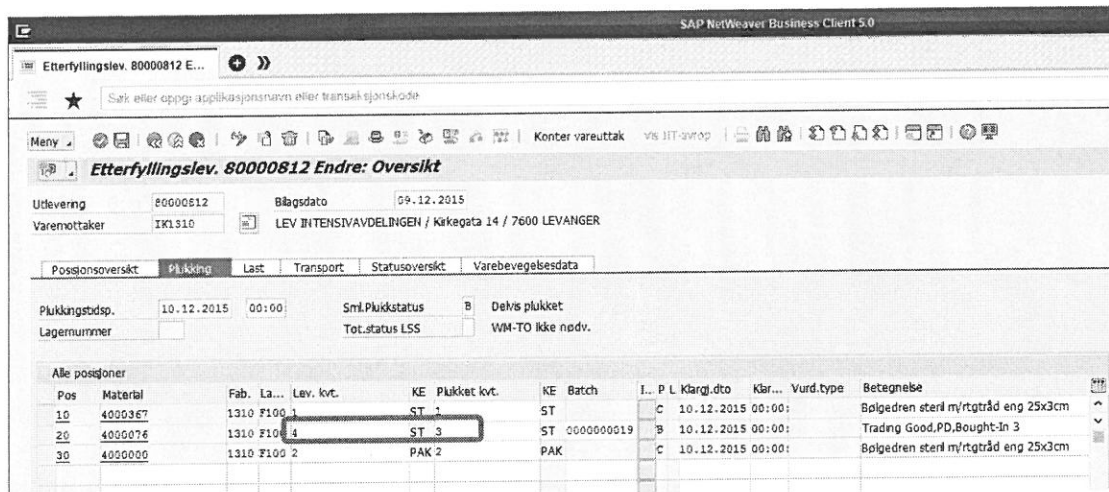 SAP NetWeaver Business Client 5.0
Etterfyllingslev. 80000812 E...
Søk eller oppgi applikasjonsnavn eller transaksjonskode
Meny Konter vareuttak vis IIT-avrop
Etterfyllingslev. 80000812 Endre: Oversikt
Utlevering 80000812 Bilagsdato 09.12.2015
Varemottaker IK1310 LEV INTENSIVAVDELINGEN / Kirkegata 14 / 7600 LEVANGER
Posisjonsoversikt Plukking Last Transport Statusoversikt Varebevegelsesdata
Plukkingstidsp. 10.12.2015 00:00 Sml.Plukkstatus B Delvis plukket
Lagernummer Tot.status LSS WM-TO ikke nødv.
Alle posisjoner
Pos Material Fab. La... Lev. kvt. KE Plukket kvt. KE Batch I... P L Klargj.dto Klar... Vurd.type Betegnelse
10 4000367 1310 F100 1 ST 1 ST C 10.12.2015 00:00: Bølgedren steril m/rtgtråd eng 25x3cm
20 4000076 1310 F100 4 ST 3 ST 0000000019 B 10.12.2015 00:00: Trading Good,PD,Bought-In 3
30 4000000 1310 F100 2 PAK 2 PAK C 10.12.2015 00:00: Bølgedren steril m/rtgtråd eng 25x3cm